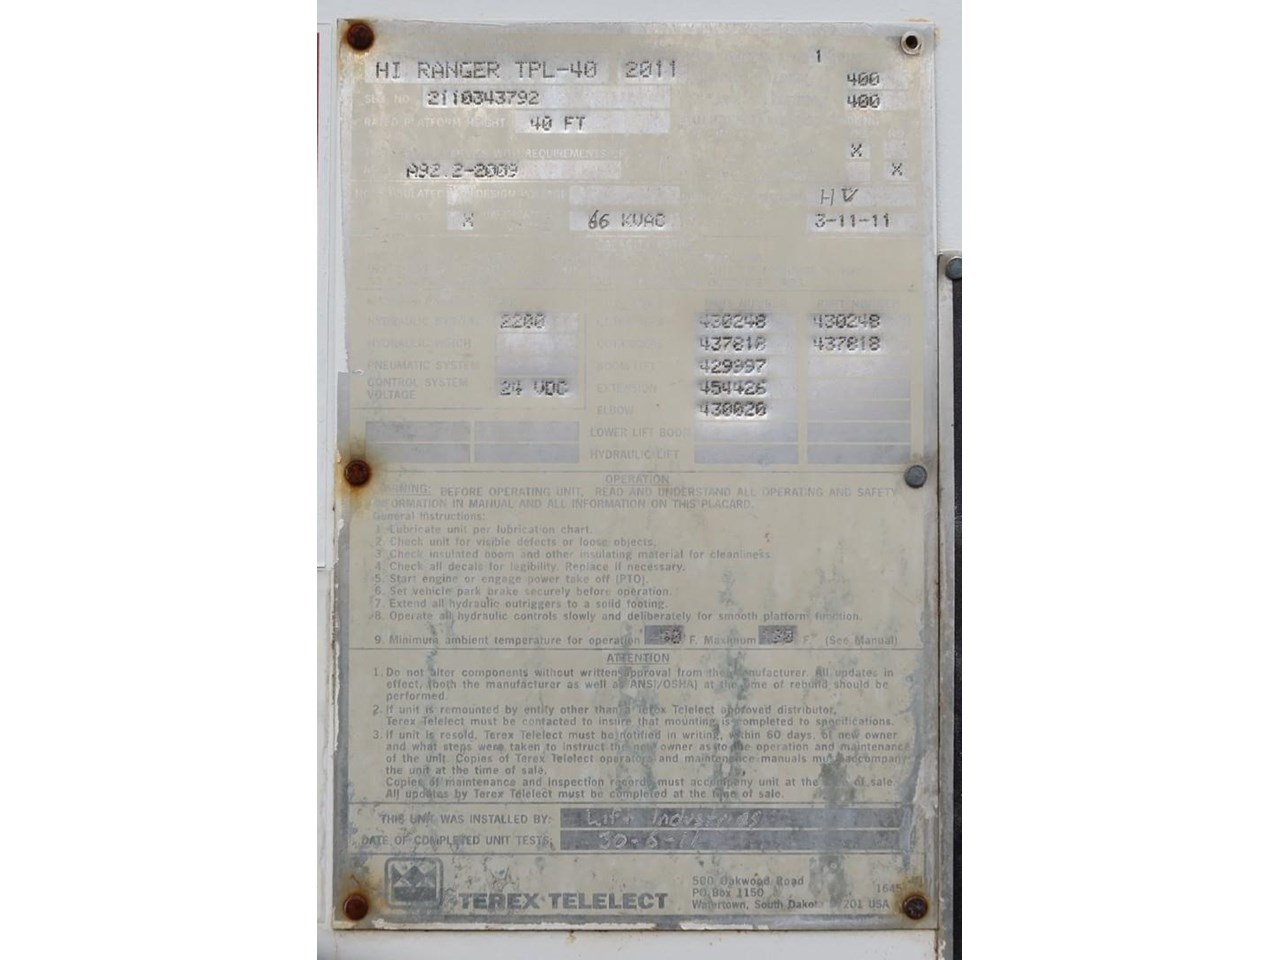 1
HI RANGER TPL-40 2011
400
2110343792
400
RATED PLATFORM HEIGHT 40 FT
X
REQUIREMENTS
A92.2-2009 X
HV
X 66 KVAC 3-11-11
2200 430248 430248
437818 437818
PNEUMATIC SYSTEM 429997
CONTROL SYSTEM VOLTAGE 24 VDC EXTENSION 454426
ELBOW 430020
LOWER LIFT BOOM
HYDRAULIC LIFT
OPERATION
WARNING: BEFORE OPERATING UNIT, READ AND UNDERSTAND ALL OPERATING AND SAFETY
INFORMATION IN MANUAL AND ALL INFORMATION ON THIS PLACARD.
General Instructions:
1. Lubricate unit per lubrication chart.
2. Check unit for visible defects or loose objects.
3. Check insulated boom and other insulating material for cleanliness.
4. Check all decals for legibility. Replace if necessary.
5. Start engine or engage power take off (PTO).
6. Set vehicle park brake securely before operation.
7. Extend all hydraulic outriggers to a solid footing.
8. Operate all hydraulic controls slowly and deliberately for smooth platform function.
9. Minimum ambient temperature for operation F. Maximum F. (See Manual)
ATTENTION
1. Do not alter components without written approval from the manufacturer. All updates in
effect, (both the manufacturer as well as ANSI/OSHA) at the time of rebuild should be
performed.
2. If unit is remounted by entity other than a Terex Telelect approved distributor,
Terex Telelect must be contacted to insure that mounting is completed to specifications.
3. If unit is resold, Terex Telelect must be notified in writing, within 60 days, of new owner
and what steps were taken to instruct the new owner as to the operation and maintenance
of the unit. Copies of Terex Telelect operators and maintenance manuals must accompany
the unit at the time of sale.
Copies of maintenance and inspection records must accompany unit at the time of sale.
All updates by Terex Telelect must be completed at the time of sale.
THIS UNIT WAS INSTALLED BY: Lift Industries
DATE OF COMPLETED UNIT TESTS: 30-6-11
TEREX TELELECT
500 Oakwood Road
PO Box 1150
Watertown, South Dakota 57201 USA